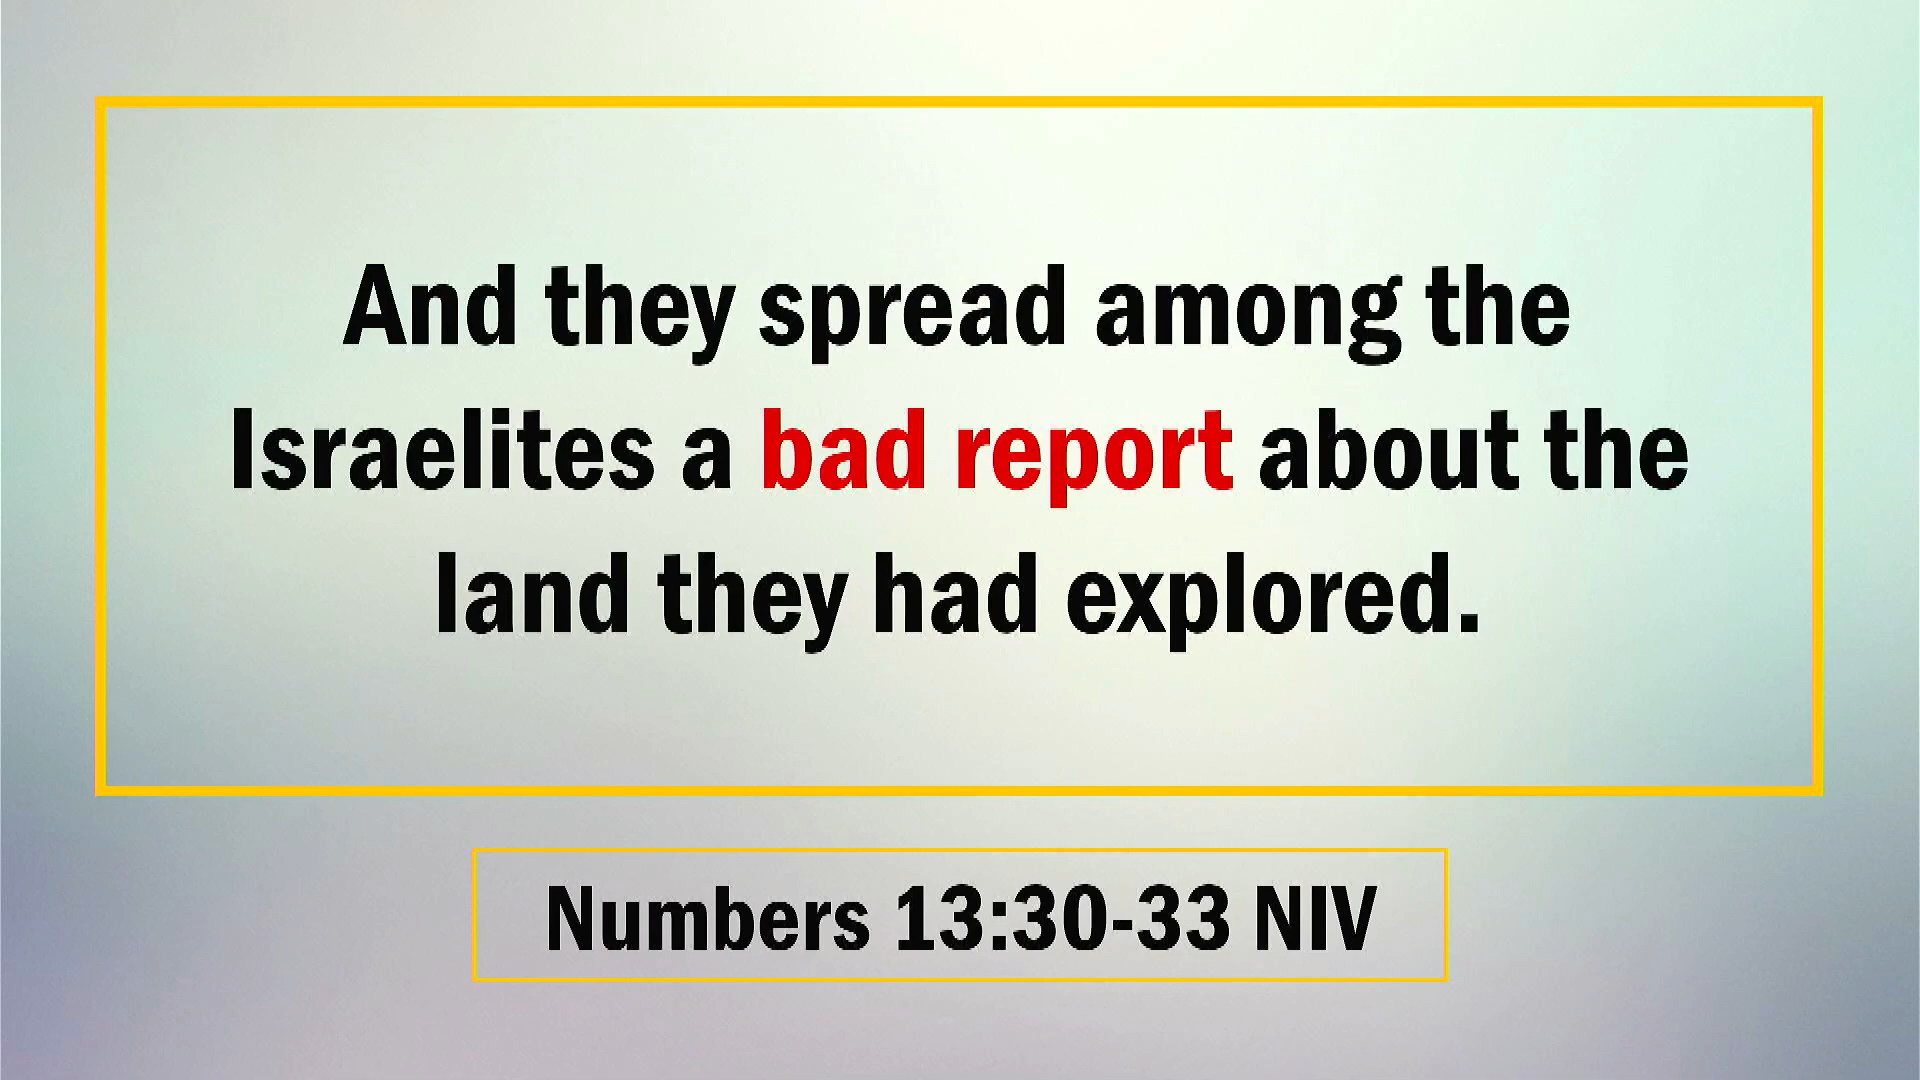 And they spread among the
Israelites a bad report about the
land they had explored.
Numbers 13:30-33 NIV